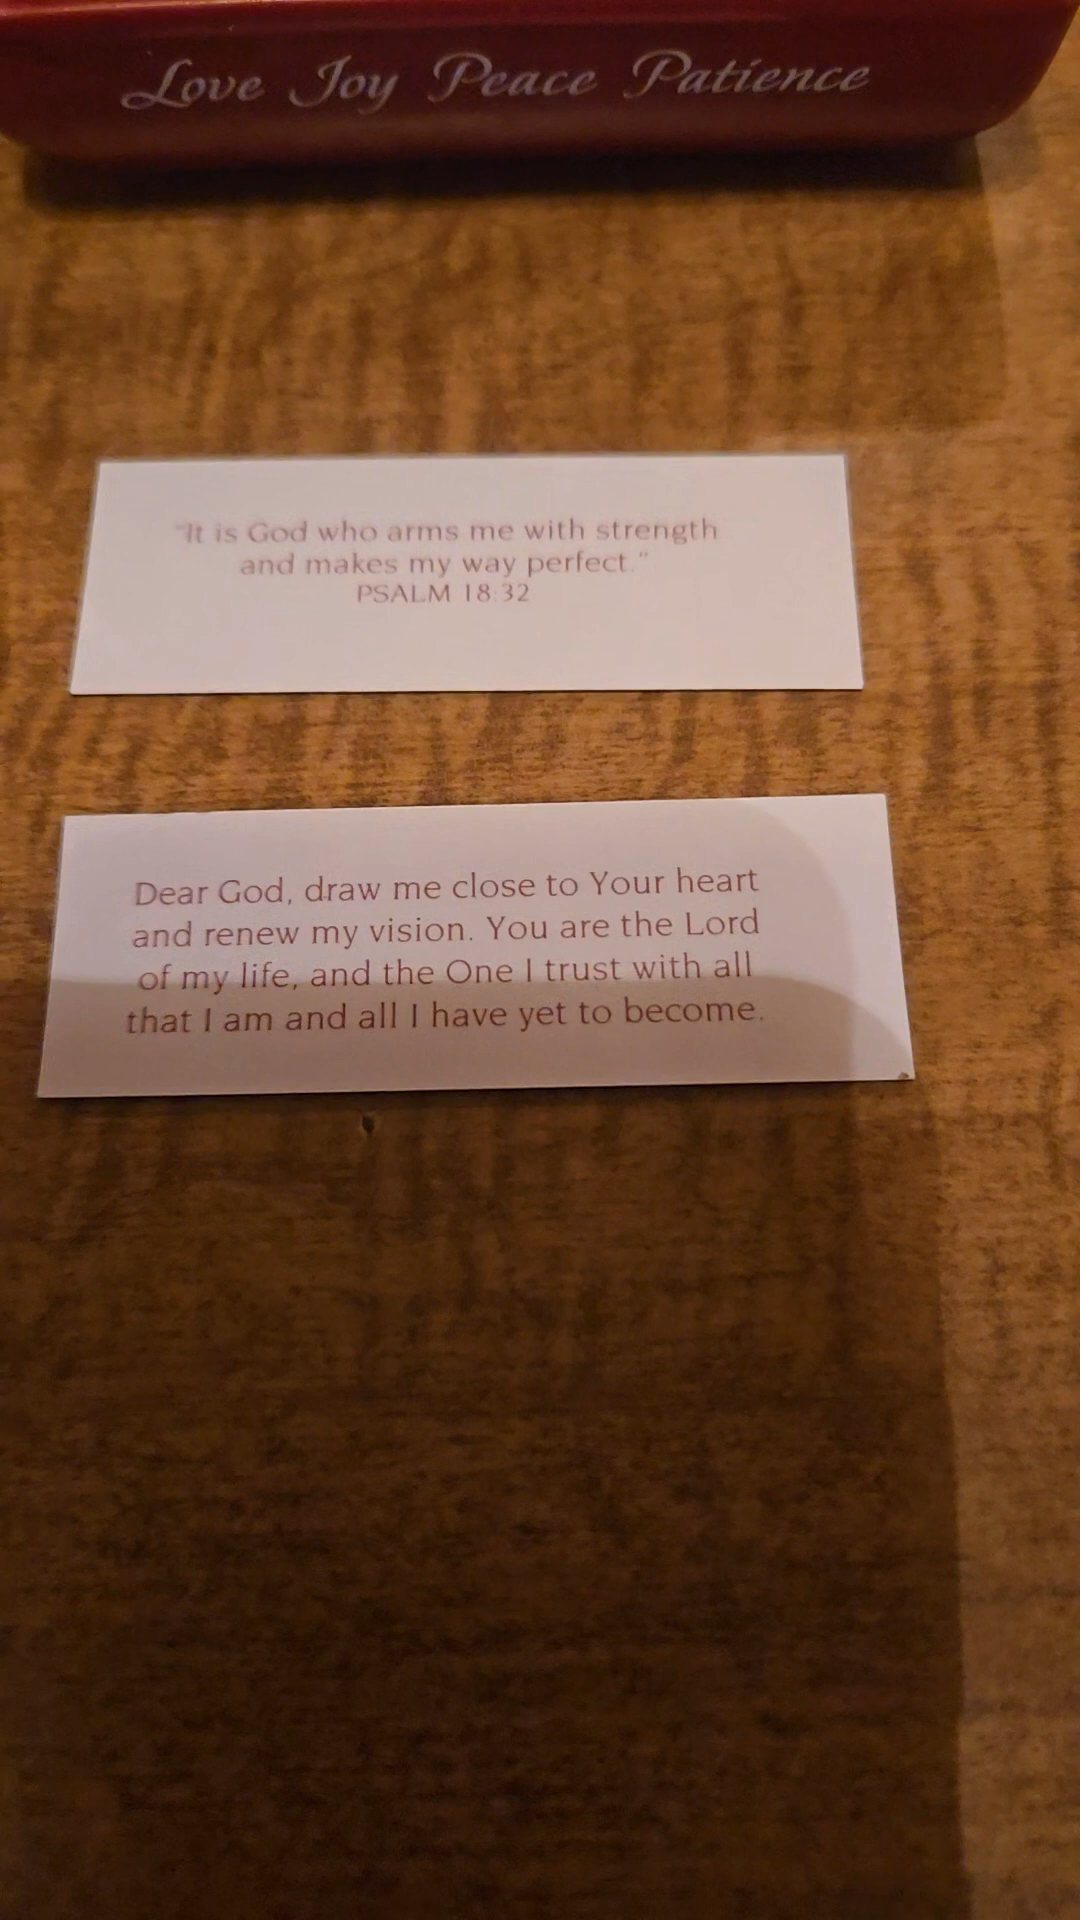 Love Joy Peace Patience
"It is God who arms me with strength
and makes my way perfect."
PSALM 18:32
Dear God, draw me close to Your heart
and renew my vision. You are the Lord
of my life, and the One I trust with all
that I am and all I have yet to become.